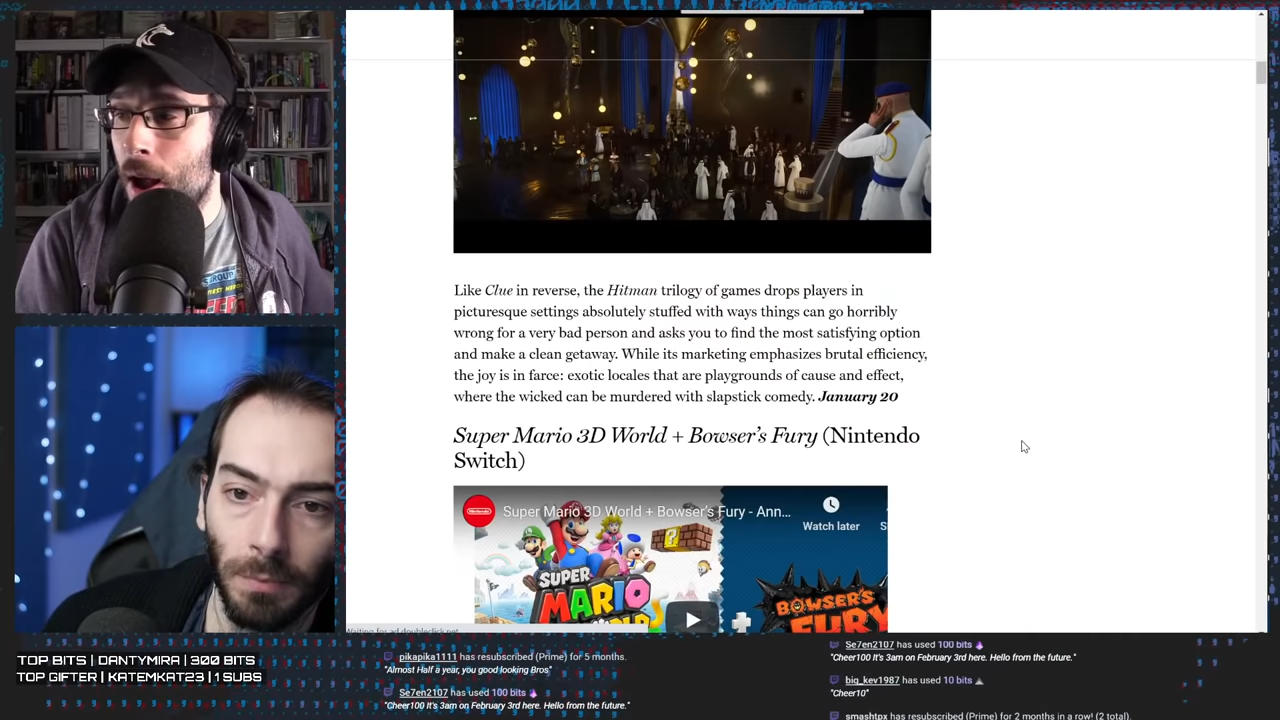 Like Clue in reverse, the Hitman trilogy of games drops players in
picturesque settings absolutely stuffed with ways things can go horribly
wrong for a very bad person and asks you to find the most satisfying option
and make a clean getaway. While its marketing emphasizes brutal efficiency,
the joy is in farce: exotic locales that are playgrounds of cause and effect,
where the wicked can be murdered with slapstick comedy. January 20
Super Mario 3D World + Bowser's Fury (Nintendo
Switch)
Nintendo
Super Mario 3D World + Bowser's Fury - Ann...
Watch later
S
SUPER
MARIO
BOWSER'S
FURY
Waiting for ad.doubleclick.net
TOP BITS | DANTYMIRA | 300 BITS
TOP GIFTER | KATEMKAT23 | 1 SUBS
pikapika1111 has resubscribed (Prime) for 5 months.
"Almost Half a year, you good looking Bros"
Se7en2107 has used 100 bits
"Cheer100 It's 3am on February 3rd here. Hello from the future."
Se7en2107 has used 100 bits
"Cheer100 It's 3am on February 3rd here. Hello from the future."
big_kev1987 has used 10 bits
"Cheer10"
smashtpx has resubscribed (Prime) for 2 months in a row! (2 total).